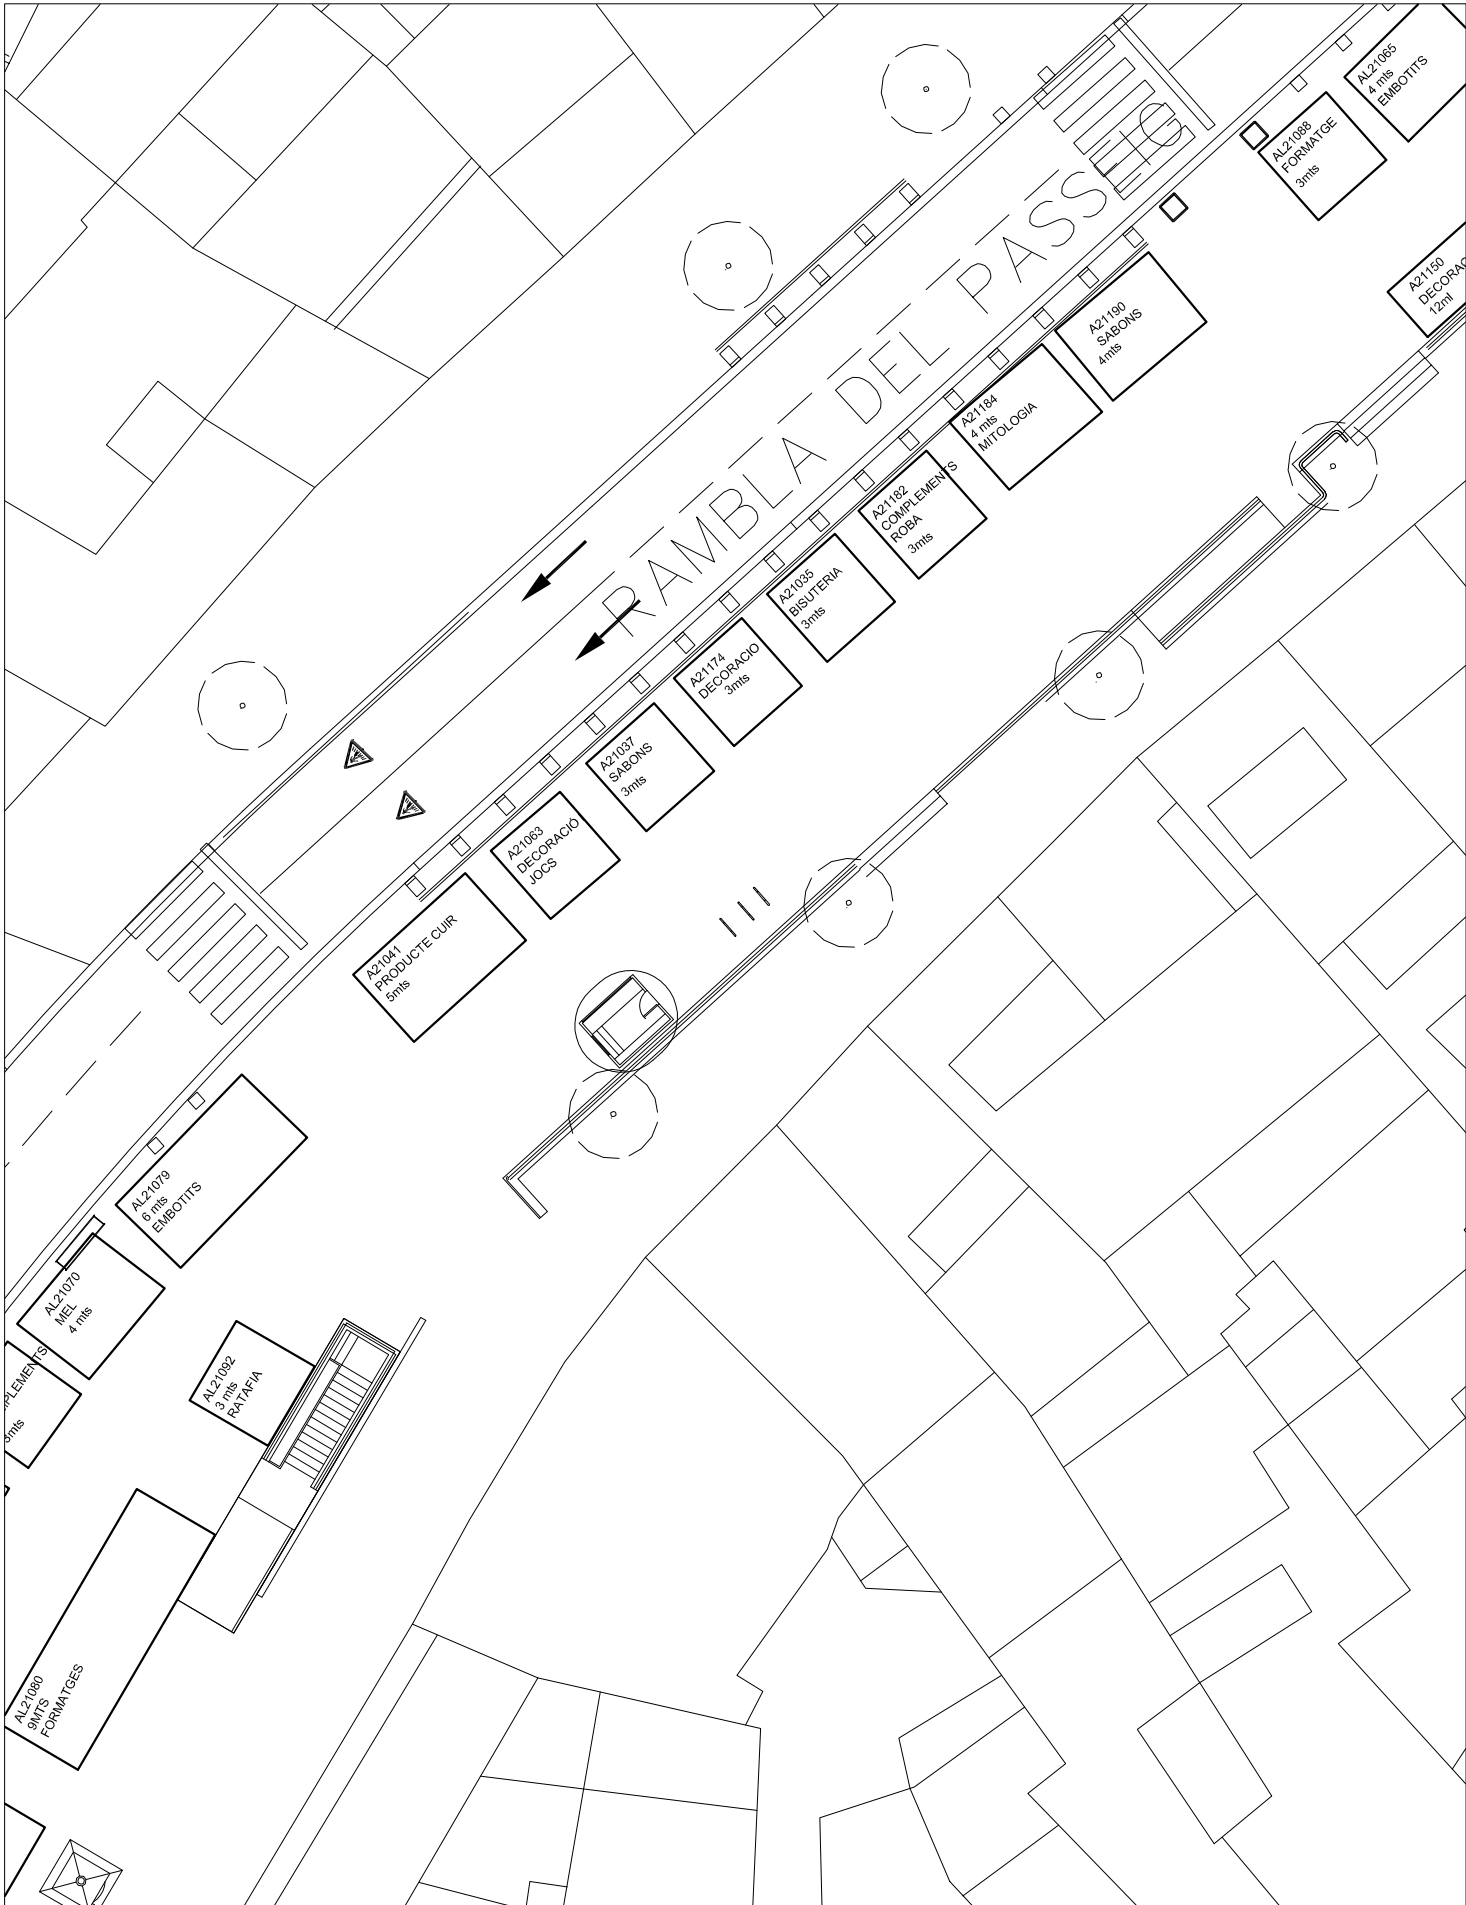 AL21065
4 mts
EMBOTITS
AL21088
FORMATGE
3mts
A21150
12ml
RAMBLA DEL PASSEIG
A21190
SABONS
4mts
A21184
4 mts
MITOLOGIA
A21182
COMPLEMENTS
ROBA
3mts
A21035
BISUTERIA
3mts
A21174
DECORACIO
3mts
A21037
SABONS
3mts
A21063
DECORACIÓ
JOCS
A21041
PRODUCTE CUIR
5mts
AL21079
6 mts
EMBOTITS
AL21070
MEL
4 mts
3mts
AL21092
3 mts
RATAFIA
AL21080
9MTS
FORMATGES